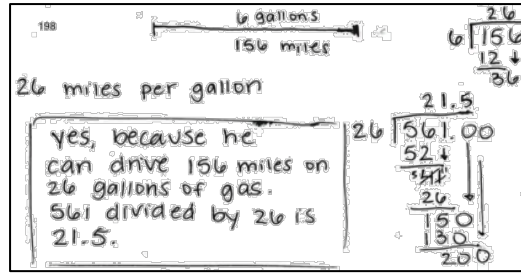 198
6 gallons
156 miles
26
6 156
12
36
26 miles per gallon
yes, because he
can drive 156 miles on
26 gallons of gas.
561 divided by 26 is
21.5.
21.5
26 561.00
52
26
150
130
200